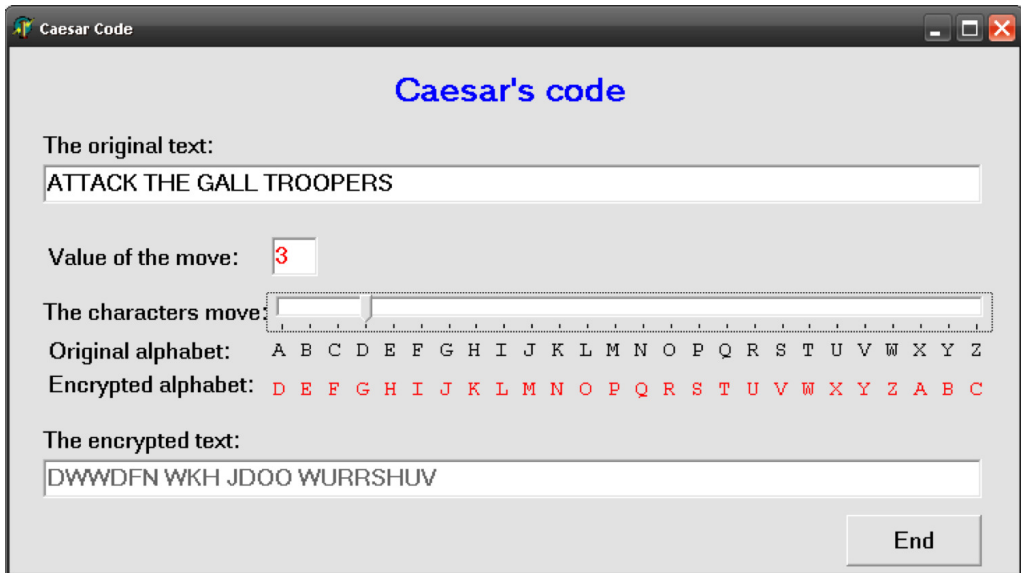 Caesar Code
Caesar's code
The original text:
ATTACK THE GALL TROOPERS
Value of the move: 3
The characters move:
Original alphabet: A B C D E F G H I J K L M N O P Q R S T U V W X Y Z
Encrypted alphabet: D E F G H I J K L M N O P Q R S T U V W X Y Z A B C
The encrypted text:
DWWDFN WKH JDOO WURRSHUV
End